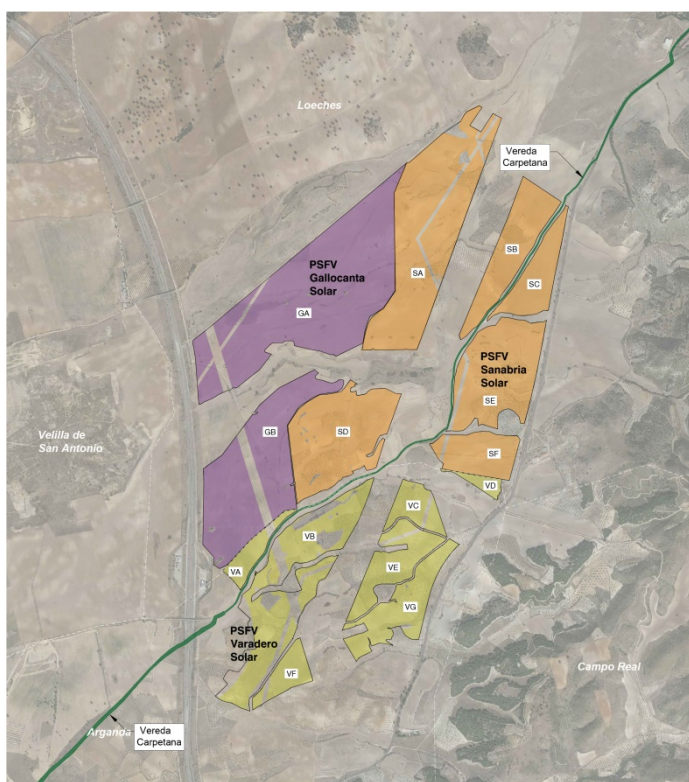 Loeches
Vereda
Carpetana
SB
PSFV
Gallocanta
Solar
SA
SC
GA
PSFV
Sanabria
Solar
SE
Velilla de
San Antonio
GB
SD
SF
VD
VC
VB
VA
VE
VG
PSFV
Varadero
Solar
VF
Campo Real
Arganda
Vereda
Carpetana